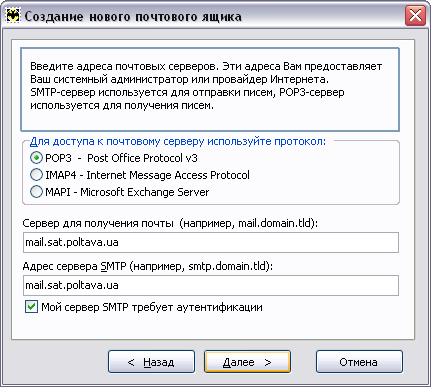 Создание нового почтового ящика
Введите адреса почтовых серверов. Эти адреса Вам предоставляет
Ваш системный администратор или провайдер Интернета.
SMTP-сервер используется для отправки писем, POP3-сервер
используется для получения писем.
Для доступа к почтовому серверу используйте протокол:
POP3 - Post Office Protocol v3
IMAP4 - Internet Message Access Protocol
MAPI - Microsoft Exchange Server
Сервер для получения почты (например, mail.domain.tld):
mail.sat.poltava.ua
Адрес сервера SMTP (например, smtp.domain.tld):
mail.sat.poltava.ua
Мой сервер SMTP требует аутентификации
< Назад
Далее >
Отмена